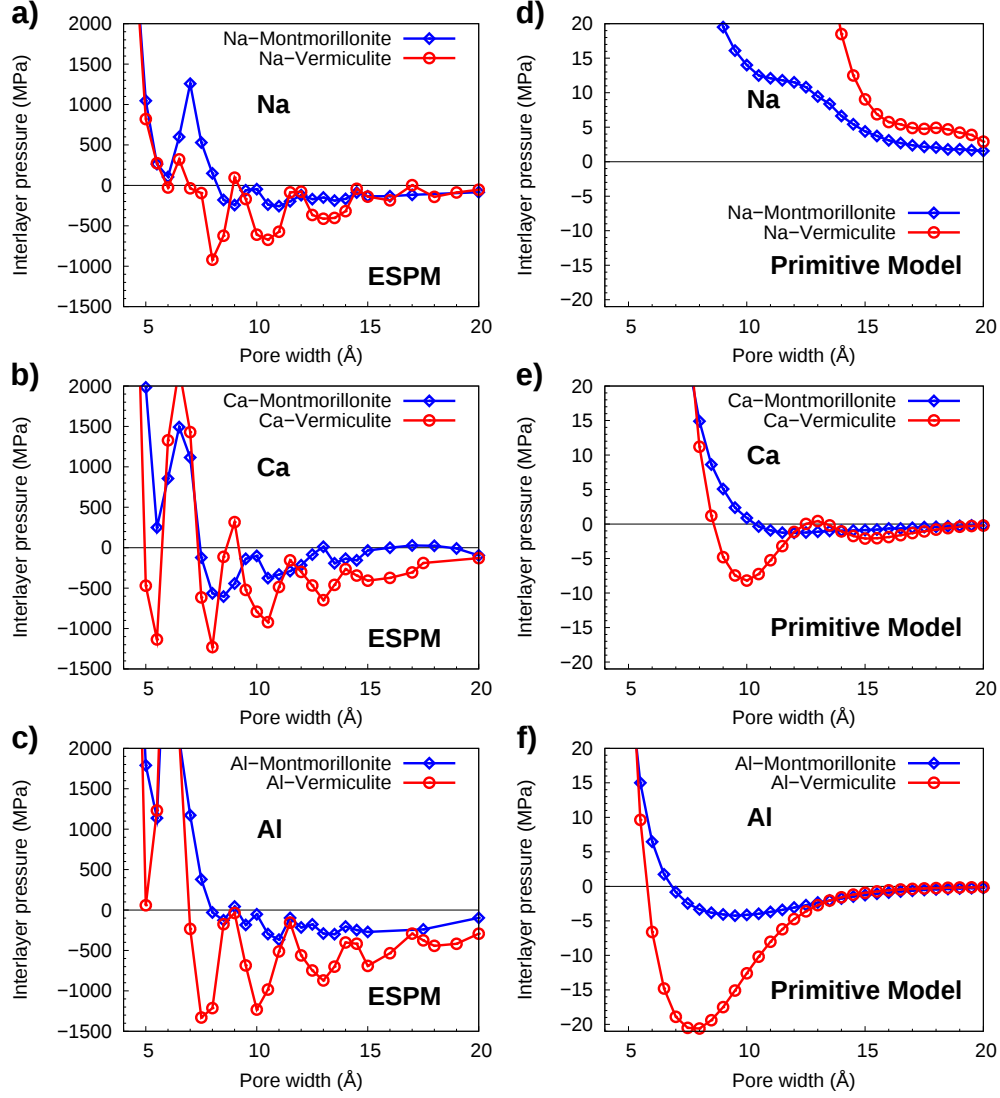 a)
2000
1500
1000
500
0
−500
−1000
−1500
5
10
15
20
Interlayer pressure (MPa)
Pore width (Å)
Na−Montmorillonite
Na−Vermiculite
Na
ESPM
d)
20
15
10
5
0
−5
−10
−15
−20
5
10
15
20
Interlayer pressure (MPa)
Pore width (Å)
Na
Na−Montmorillonite
Na−Vermiculite
Primitive Model
b)
2000
1500
1000
500
0
−500
−1000
−1500
5
10
15
20
Interlayer pressure (MPa)
Pore width (Å)
Ca−Montmorillonite
Ca−Vermiculite
Ca
ESPM
e)
20
15
10
5
0
−5
−10
−15
−20
5
10
15
20
Interlayer pressure (MPa)
Pore width (Å)
Ca−Montmorillonite
Ca−Vermiculite
Ca
Primitive Model
c)
2000
1500
1000
500
0
−500
−1000
−1500
5
10
15
20
Interlayer pressure (MPa)
Pore width (Å)
Al−Montmorillonite
Al−Vermiculite
Al
ESPM
f)
20
15
10
5
0
−5
−10
−15
−20
5
10
15
20
Interlayer pressure (MPa)
Pore width (Å)
Al−Montmorillonite
Al−Vermiculite
Al
Primitive Model